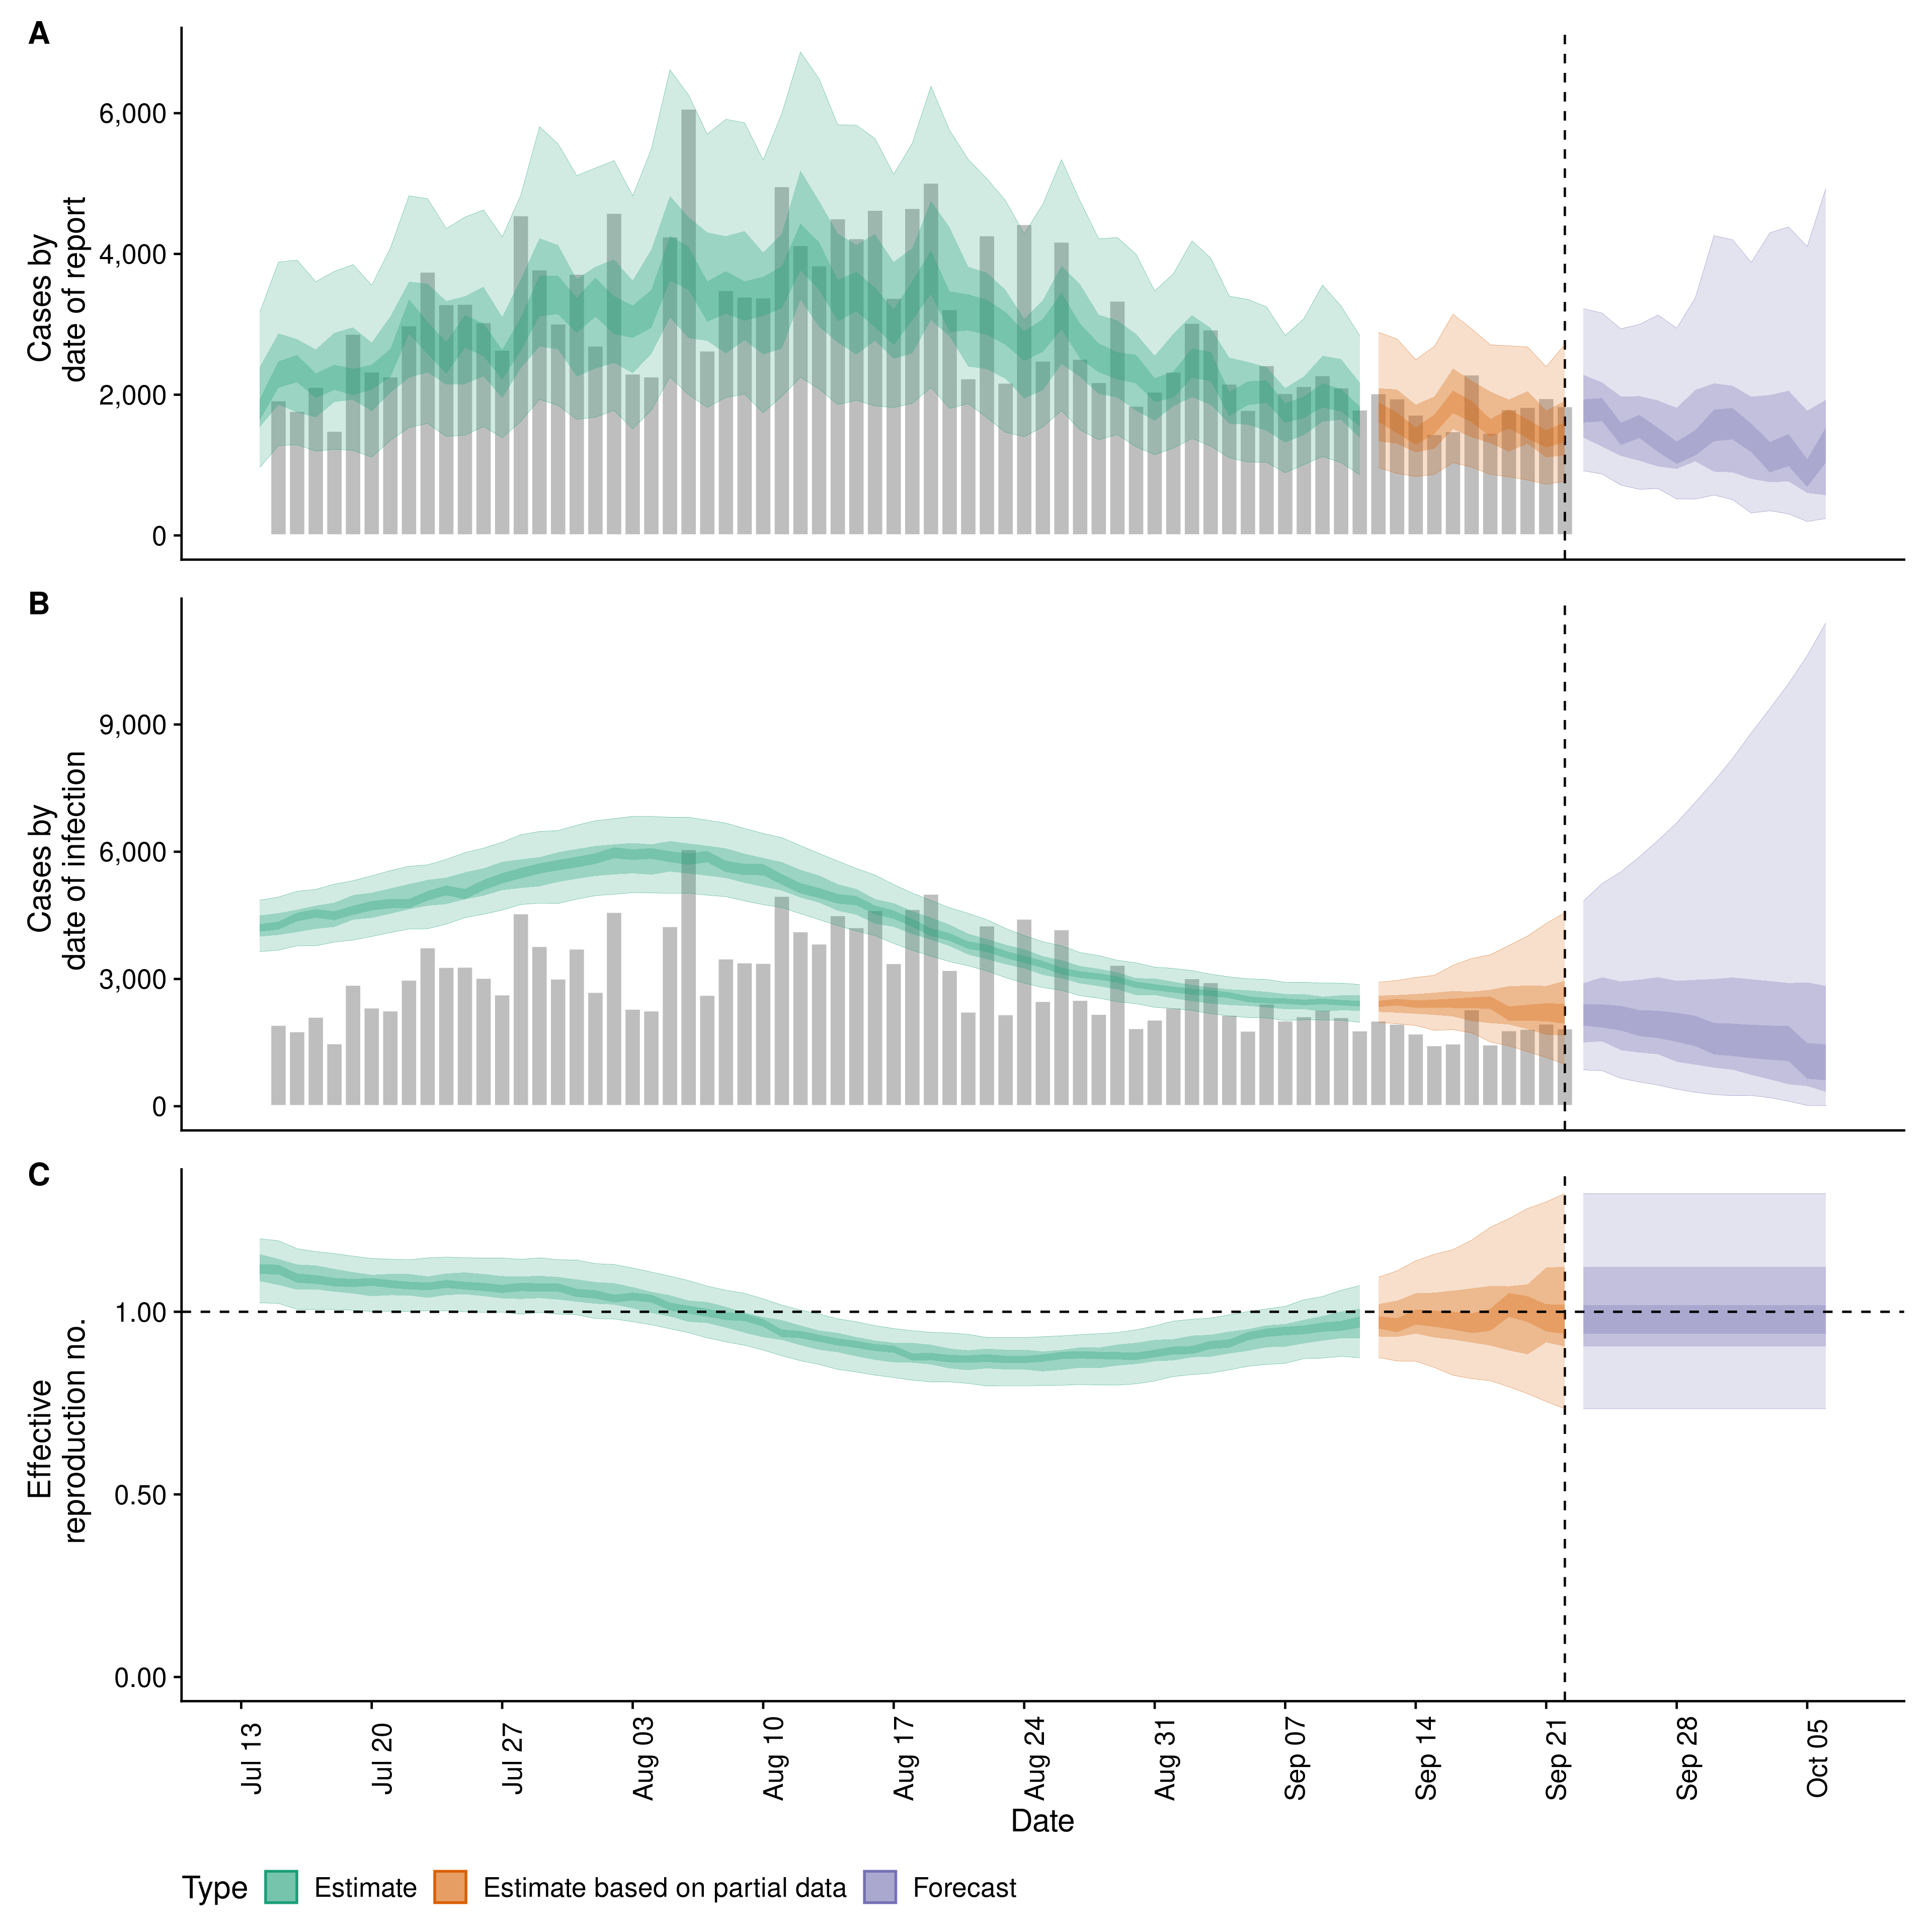 A
Cases by
date of report
6,000
4,000
2,000
0
B
Cases by
date of infection
9,000
6,000
3,000
0
C
Effective
reproduction no.
1.00
0.50
0.00
Jul 13
Jul 20
Jul 27
Aug 03
Aug 10
Aug 17
Aug 24
Aug 31
Sep 07
Sep 14
Sep 21
Sep 28
Oct 05
Date
Type Estimate Estimate based on partial data Forecast